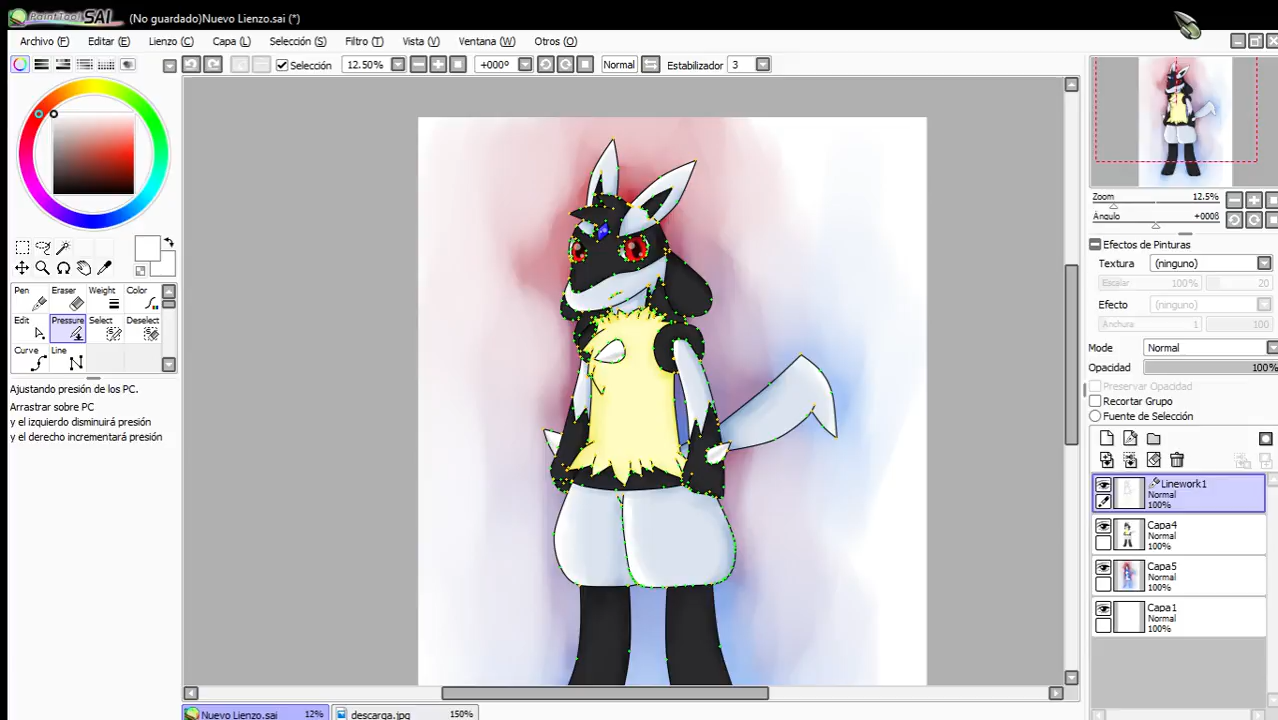 PaintTool SAI (No guardado)Nuevo Lienzo.sai (*)
Archivo (F) Editar (E) Lienzo (C) Capa (L) Selección (S) Filtro (T) Vista (V) Ventana (W) Otros (O)
Selección 12.50% +000º Normal Estabilizador 3
Zoom 12.5%
Ángulo +000ß
Efectos de Pinturas
Textura (ninguno)
Escalar 100% 20
Efecto (ninguno)
Anchura 1 100
Modo Normal
Opacidad 100%
Preservar Opacidad
Recortar Grupo
Fuente de Selección
Pen Eraser Weight Color
Edit Pressure Select Deselect
Curve Line
Ajustando presión de los PC.
Arrastrar sobre PC
y el izquierdo disminuirá presión
y el derecho incrementará presión
Linework1
Normal
100%
Capa4
Normal
100%
Capa5
Normal
100%
Capa1
Normal
100%
Nuevo Lienzo.sai 12% descarga.jpg 150%